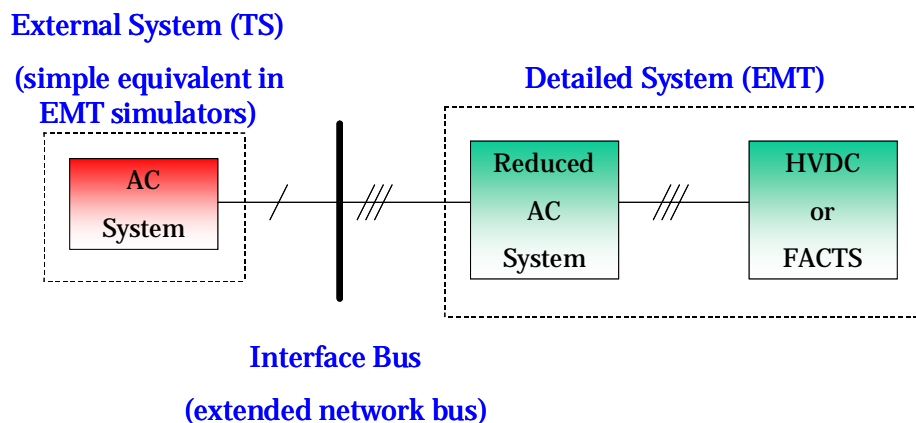 External System (TS)
(simple equivalent in
EMT simulators)
Detailed System (EMT)
AC
System
Reduced
AC
System
HVDC
or
FACTS
Interface Bus
(extended network bus)